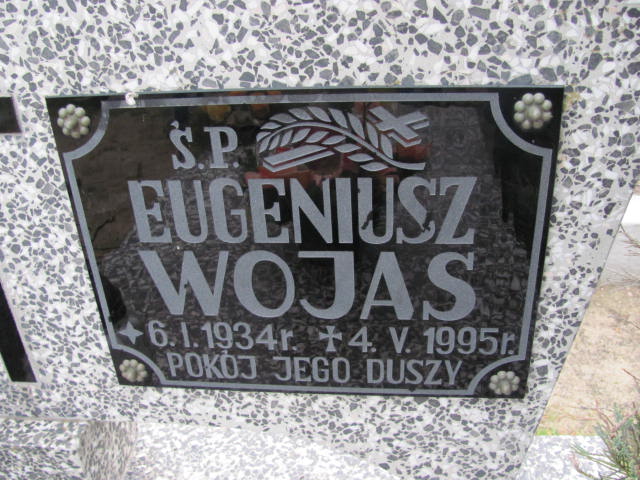 Ś.P.
EUGENIUSZ
WOJAS
6.I.1934r. ✝4.V.1995r.
POKÓJ JEGO DUSZY